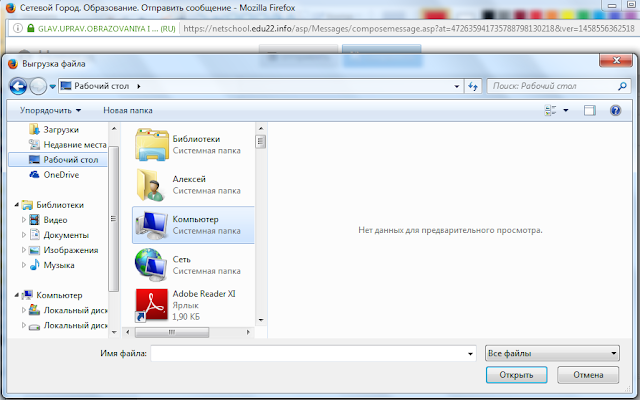 Сетевой Город. Образование. Отправить сообщение - Mozilla Firefox
GLAV.UPRAV.OBRAZOVANIYA I ... (RU) https://netschool.edu22.info/asp/Messages/composemessage.asp?at=472635941735788798130218&ver=1458556362518
Выгрузка файла
Рабочий стол
Поиск: Рабочий стол
Упорядочить Новая папка
Загрузки
Недавние места
Рабочий стол
OneDrive
Библиотеки
Видео
Документы
Изображения
Музыка
Компьютер
Локальный диск
Локальный диск
Библиотеки
Системная папка
Алексей
Системная папка
Компьютер
Системная папка
Сеть
Системная папка
Adobe Reader XI
Ярлык
1,90 КБ
Нет данных для предварительного просмотра.
Имя файла:
Все файлы
Открыть Отмена